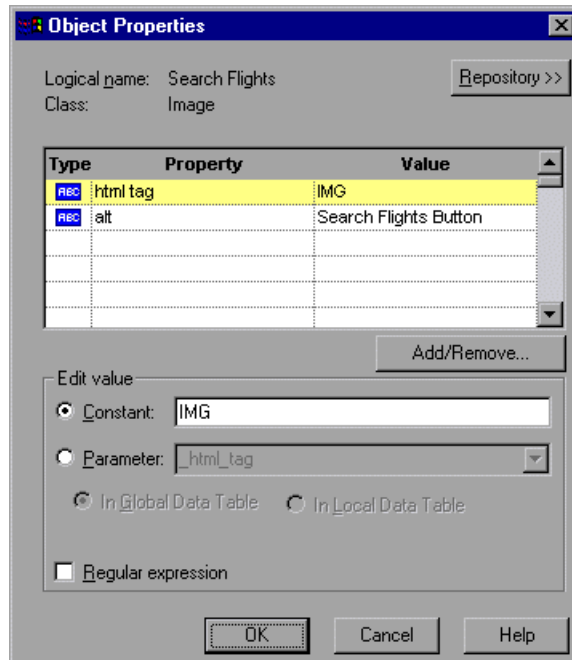 Object Properties
Logical name: Search Flights
Repository >>
Class: Image
Type Property Value
ABC html tag IMG
ABC alt Search Flights Button
Add/Remove...
Edit value
Constant: IMG
Parameter: _html_tag
In Global Data Table In Local Data Table
Regular expression
OK Cancel Help